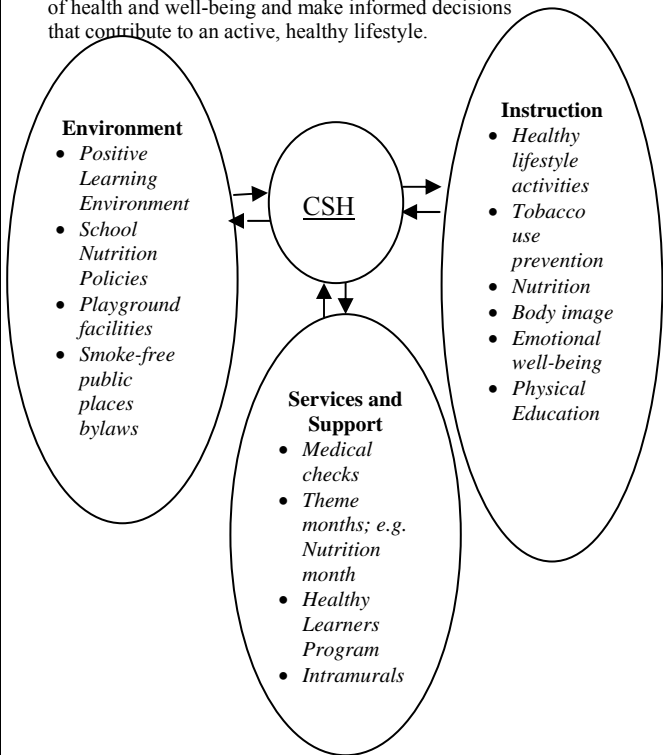 of health and well-being and make informed decisions
that contribute to an active, healthy lifestyle.
Environment
• Positive
Learning
Environment
• School
Nutrition
Policies
• Playground
facilities
• Smoke-free
public
places
bylaws
CSH
Instruction
• Healthy
lifestyle
activities
• Tobacco
use
prevention
• Nutrition
• Body image
• Emotional
well-being
• Physical
Education
Services and
Support
• Medical
checks
• Theme
months; e.g.
Nutrition
month
• Healthy
Learners
Program
• Intramurals